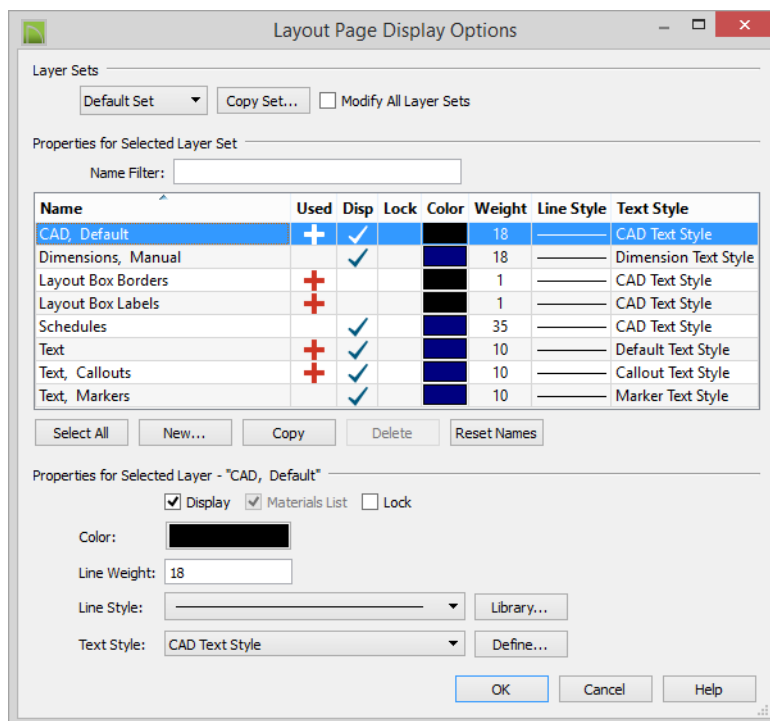 Layout Page Display Options
Layer Sets
Default Set Copy Set... Modify All Layer Sets
Properties for Selected Layer Set
Name Filter:
Name Used Disp Lock Color Weight Line Style Text Style
CAD, Default 18 CAD Text Style
Dimensions, Manual 18 Dimension Text Style
Layout Box Borders 1 CAD Text Style
Layout Box Labels 1 CAD Text Style
Schedules 35 CAD Text Style
Text 10 Default Text Style
Text, Callouts 10 Callout Text Style
Text, Markers 10 Marker Text Style
Select All New... Copy Delete Reset Names
Properties for Selected Layer - "CAD, Default"
Display Materials List Lock
Color:
Line Weight: 18
Line Style: Library...
Text Style: CAD Text Style Define...
OK Cancel Help